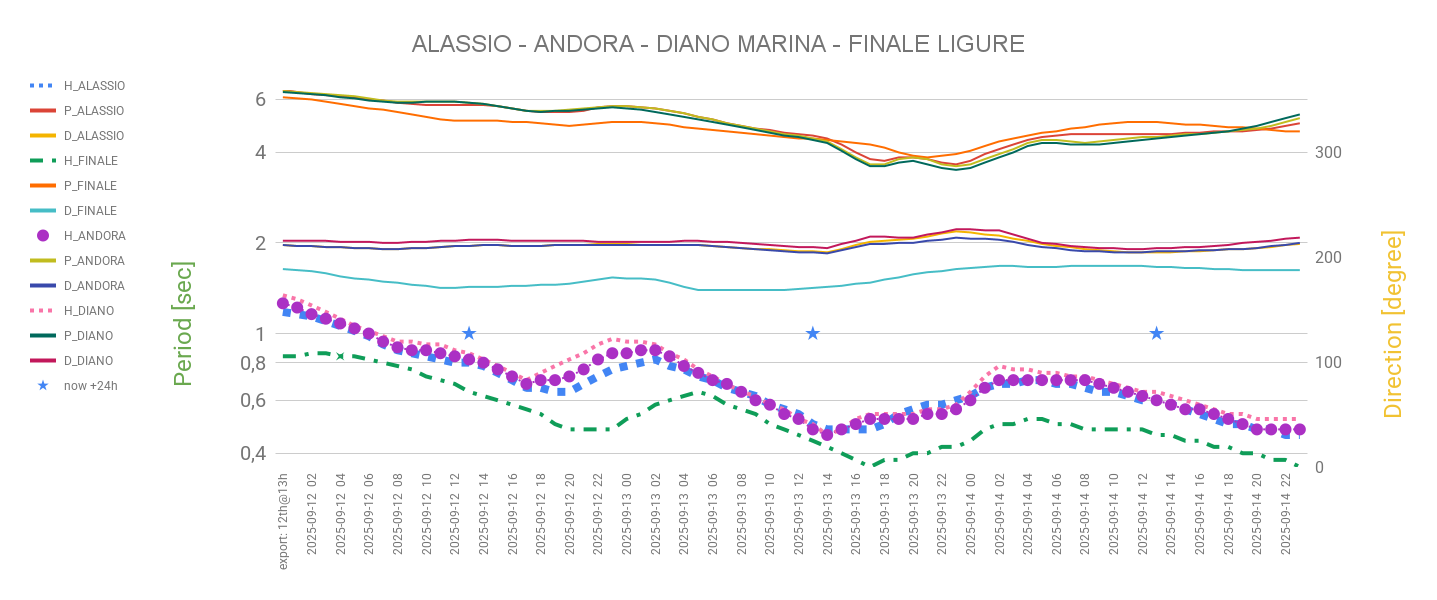 ALASSIO - ANDORA - DIANO MARINA - FINALE LIGURE
H_ALASSIO
P_ALASSIO
D_ALASSIO
H_FINALE
P_FINALE
D_FINALE
H_ANDORA
P_ANDORA
D_ANDORA
H_DIANO
P_DIANO
D_DIANO
now +24h
Period [sec]
6
4
2
1
0,8
0,6
0,4
300
200
100
0
Direction [degree]
export: 12th@13h
2025-09-12 02
2025-09-12 04
2025-09-12 06
2025-09-12 08
2025-09-12 10
2025-09-12 12
2025-09-12 14
2025-09-12 16
2025-09-12 18
2025-09-12 20
2025-09-12 22
2025-09-13 00
2025-09-13 02
2025-09-13 04
2025-09-13 06
2025-09-13 08
2025-09-13 10
2025-09-13 12
2025-09-13 14
2025-09-13 16
2025-09-13 18
2025-09-13 20
2025-09-13 22
2025-09-14 00
2025-09-14 02
2025-09-14 04
2025-09-14 06
2025-09-14 08
2025-09-14 10
2025-09-14 12
2025-09-14 14
2025-09-14 16
2025-09-14 18
2025-09-14 20
2025-09-14 22